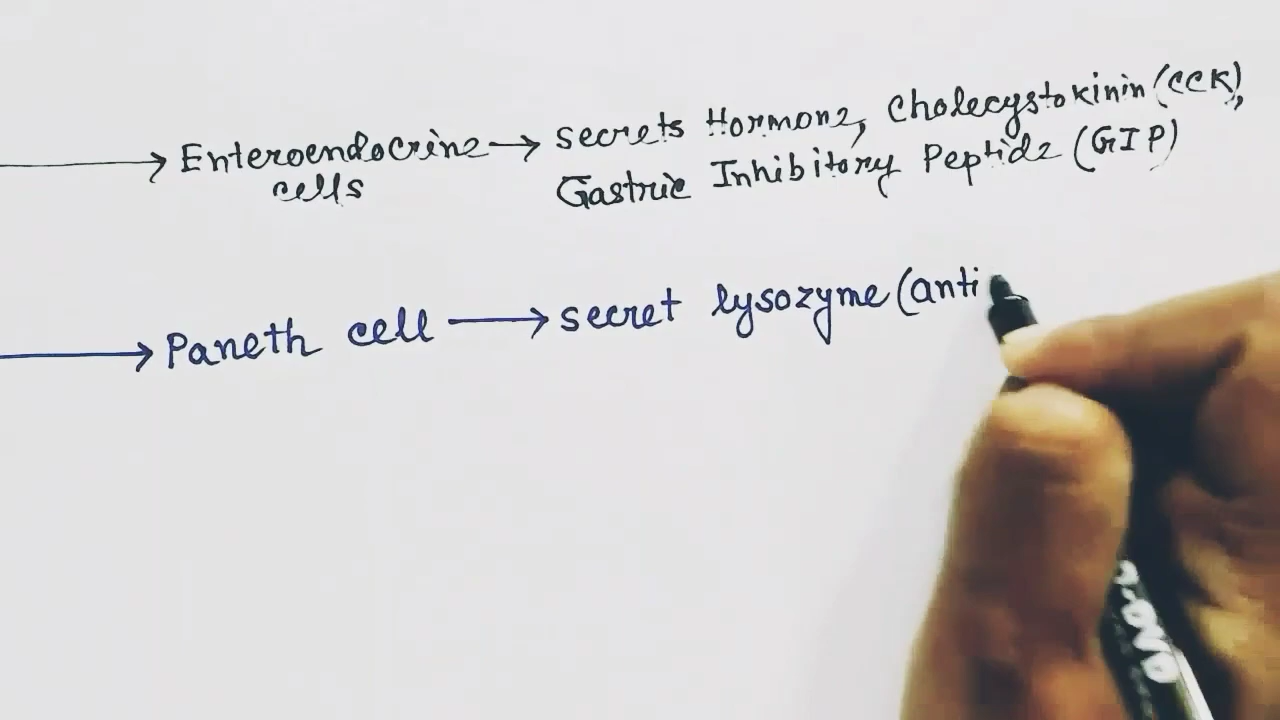 Enteroendocrine → secrets Hormone, Cholecystokinin (CCK),
cells Gastric Inhibitory Peptide (GIP)
Paneth cell → secret lysozyme (anti